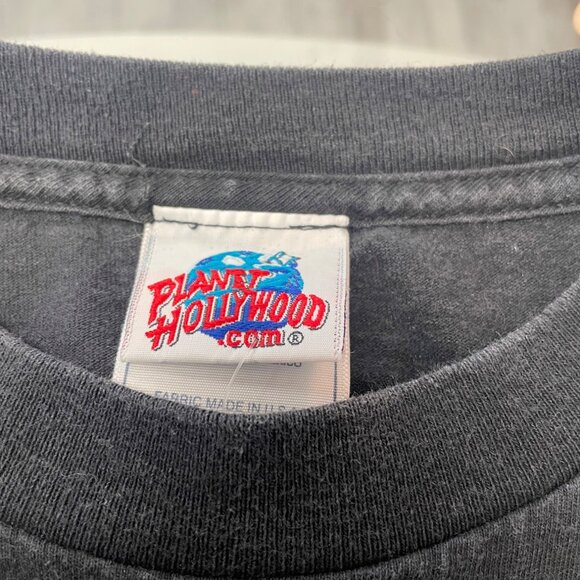 PLANET
HOLLYWOOD
.com®
FABRIC MADE IN U.S.